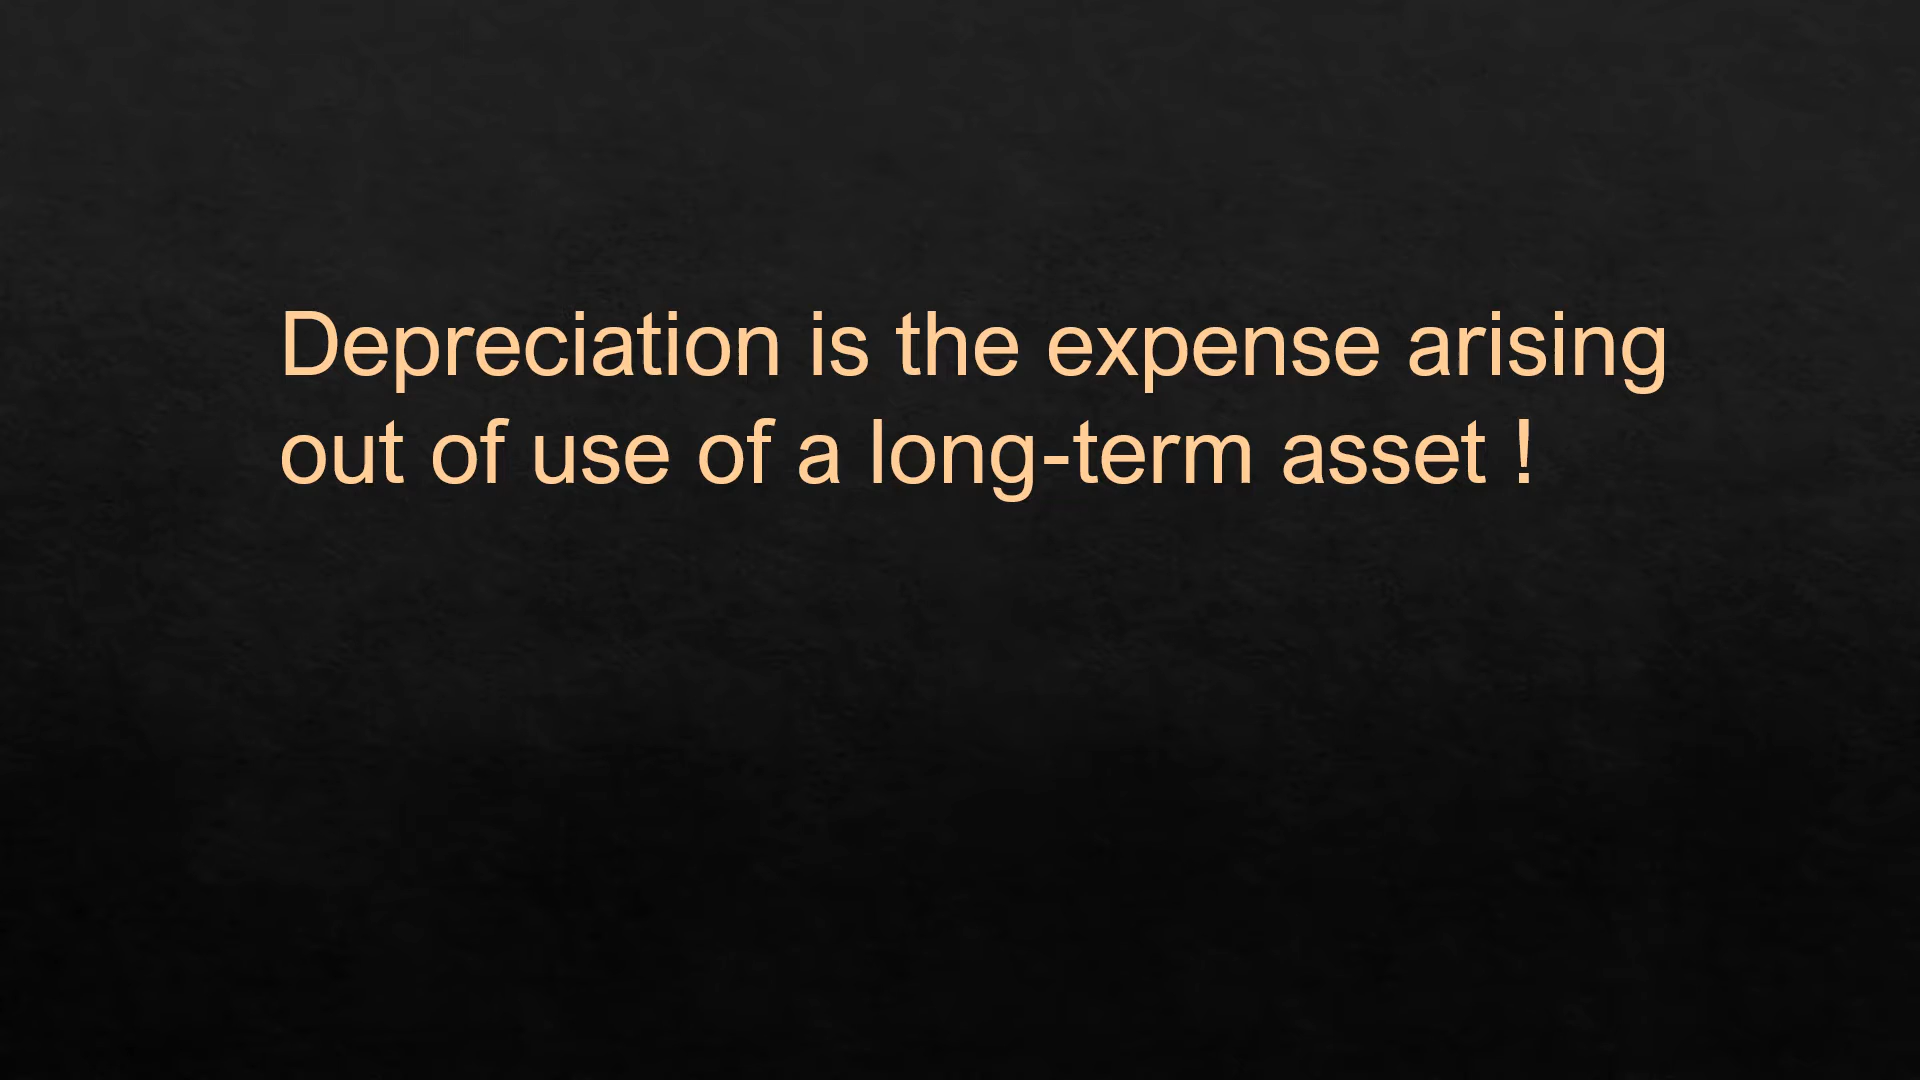 Depreciation is the expense arising
out of use of a long-term asset !